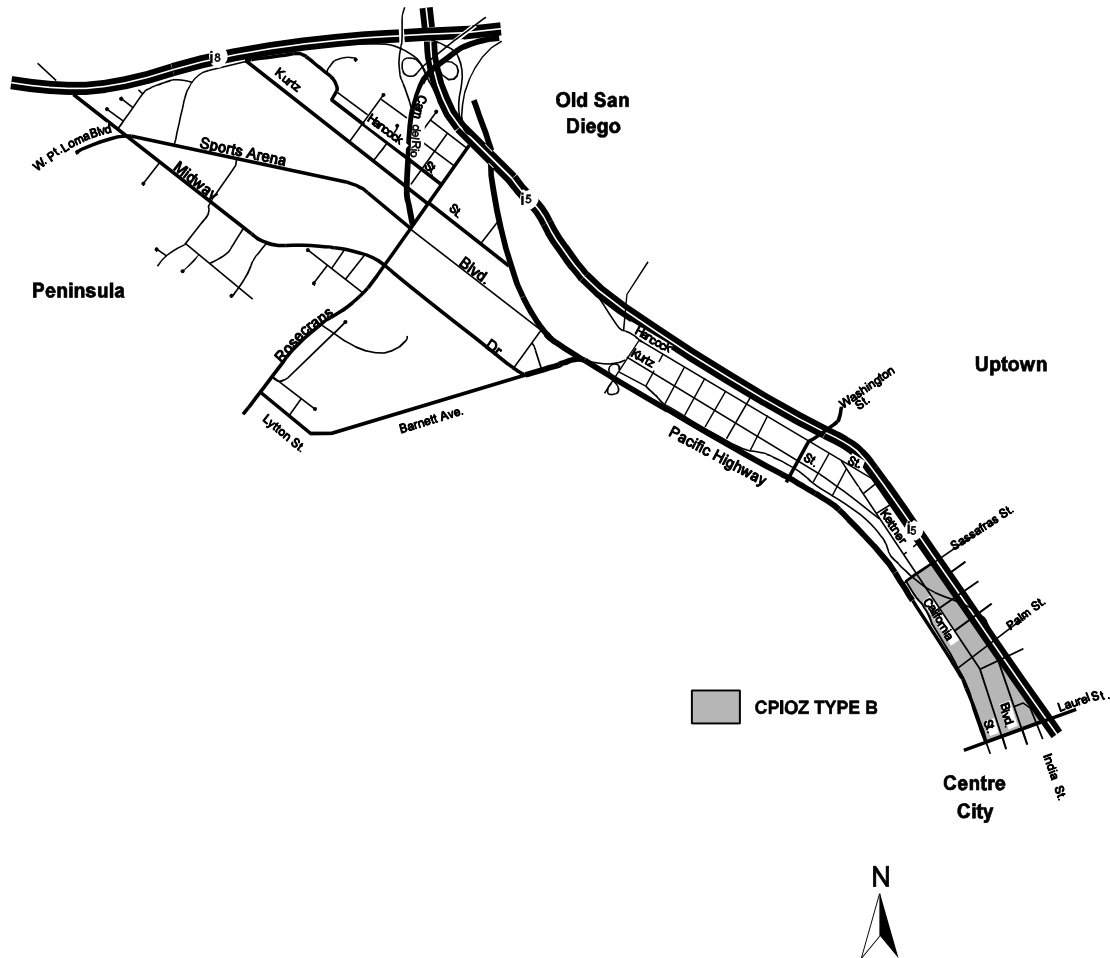 i8
Kurtz
Old San
Diego
Cam del Rio
Hancock
W. Pt. Loma Blvd
Sports Arena
St.
Midway
i5
St.
Blvd.
Peninsula
Rosecrans
Dr.
Hancock
Kurtz
Uptown
Washington
St.
Lytton St.
Barnett Ave.
Pacific Highway
St.
St.
Kettner
i5
Sassafras St.
California
Palm St.
CPIOZ TYPE B
Laurel St.
Blvd.
St.
India St.
Centre
City
N